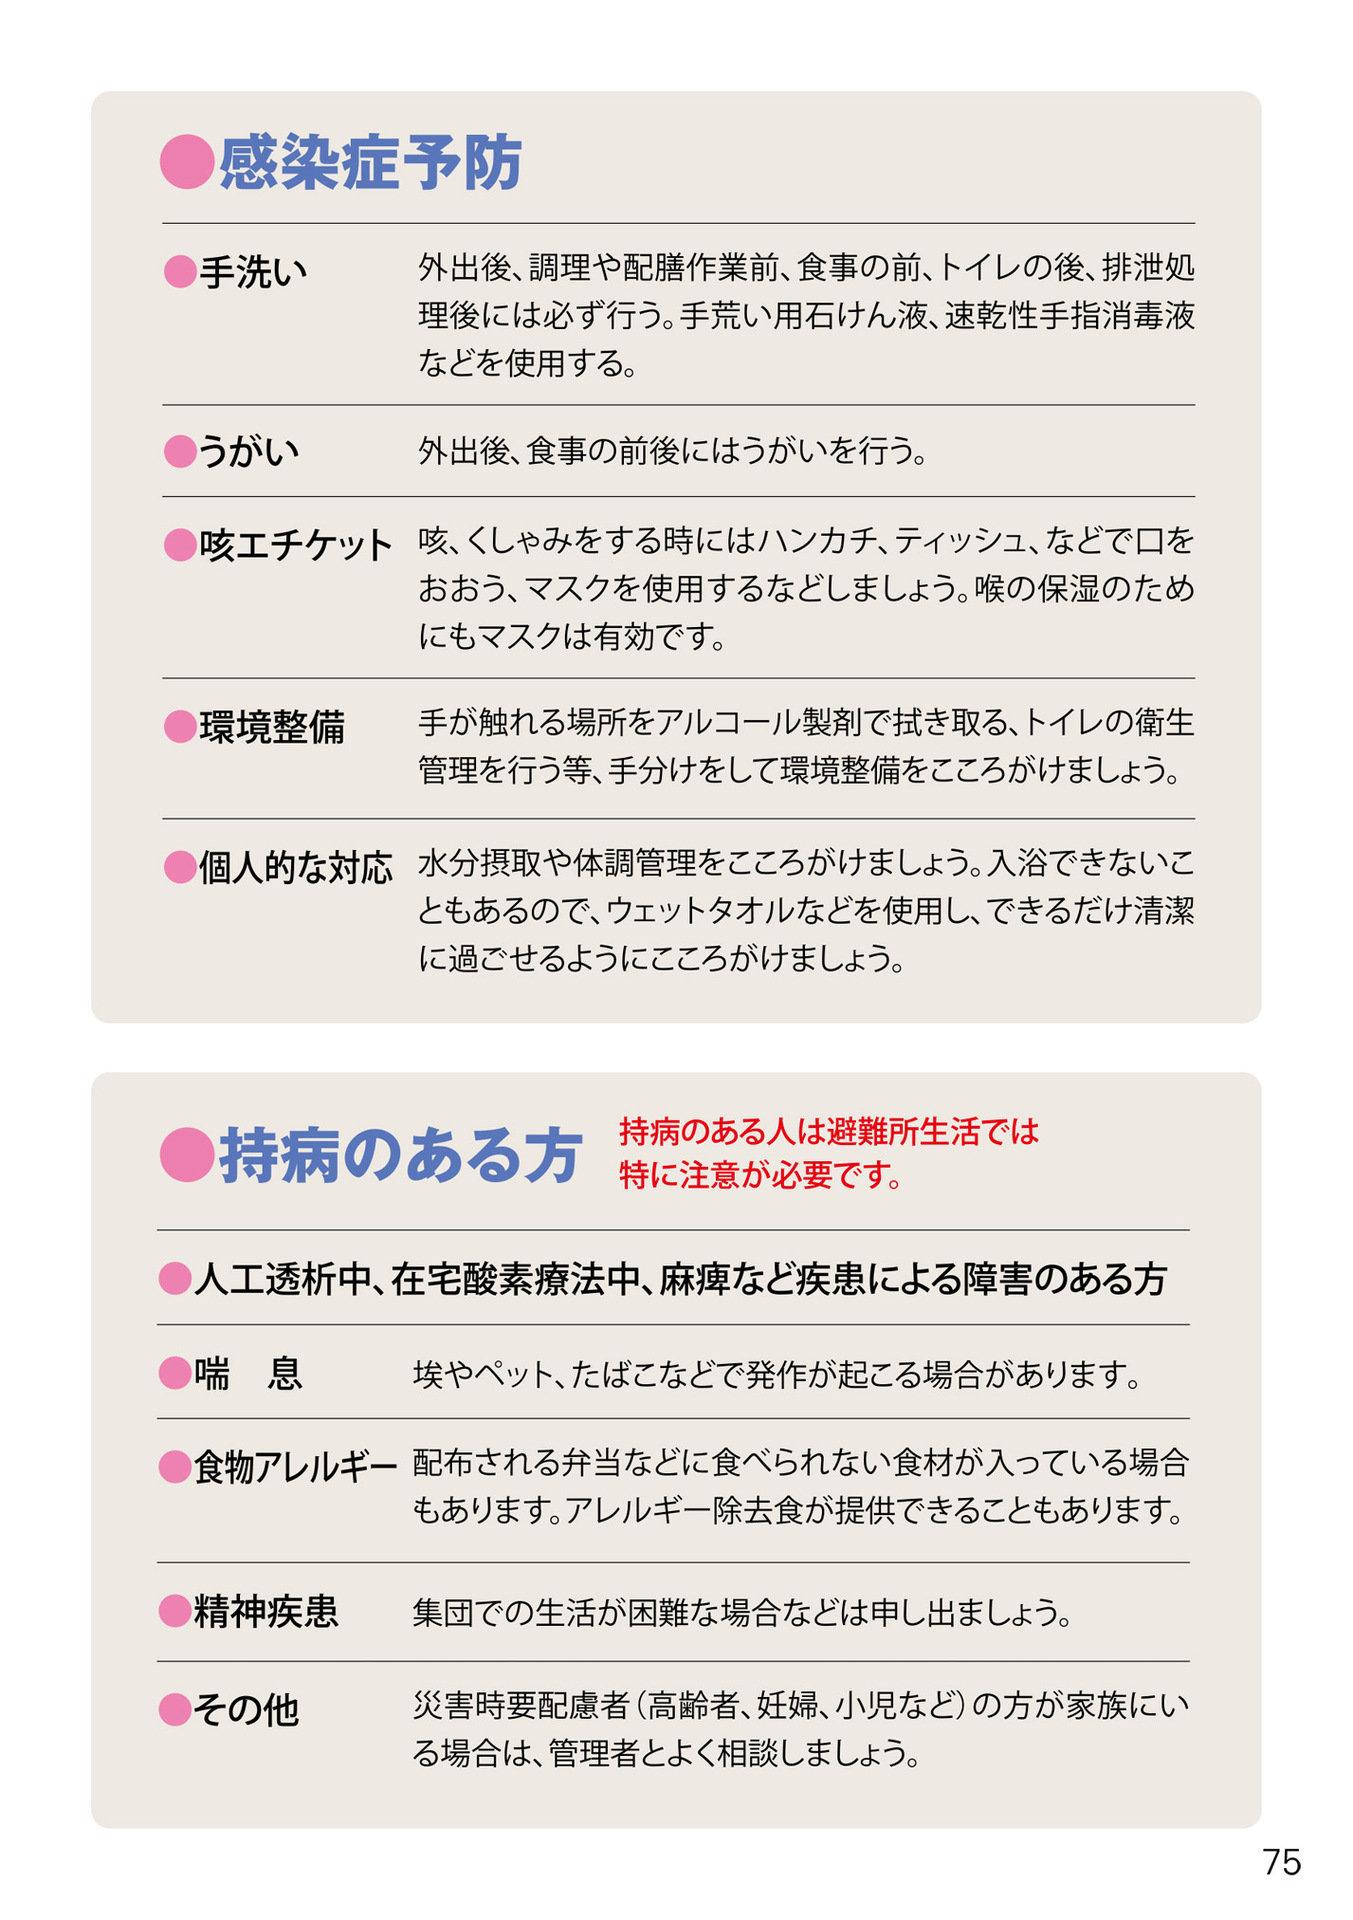 ●感染症予防
●手洗い
外出後、調理や配膳作業前、食事の前、トイレの後、排泄処
理後には必ず行う。手荒い用石けん液、速乾性手指消毒液
などを使用する。
●うがい
外出後、食事の前後にはうがいを行う。
●咳エチケット
咳、くしゃみをする時にはハンカチ、ティッシュ、などで口を
おおう、マスクを使用するなどしましょう。喉の保湿のため
にもマスクは有効です。
●環境整備
手が触れる場所をアルコール製剤で拭き取る、トイレの衛生
管理を行う等、手分けをして環境整備をこころがけましょう。
●個人的な対応
水分摂取や体調管理をこころがけましょう。入浴できないこ
ともあるので、ウェットタオルなどを使用し、できるだけ清潔
に過ごせるようにこころがけましょう。
●持病のある方
持病のある人は避難所生活では
特に注意が必要です。
●人工透析中、在宅酸素療法中、麻痺など疾患による障害のある方
●喘　息
埃やペット、たばこなどで発作が起こる場合があります。
●食物アレルギー
配布される弁当などに食べられない食材が入っている場合
もあります。アレルギー除去食が提供できることもあります。
●精神疾患
集団での生活が困難な場合などは申し出ましょう。
●その他
災害時要配慮者（高齢者、妊婦、小児など）の方が家族にい
る場合は、管理者とよく相談しましょう。
75